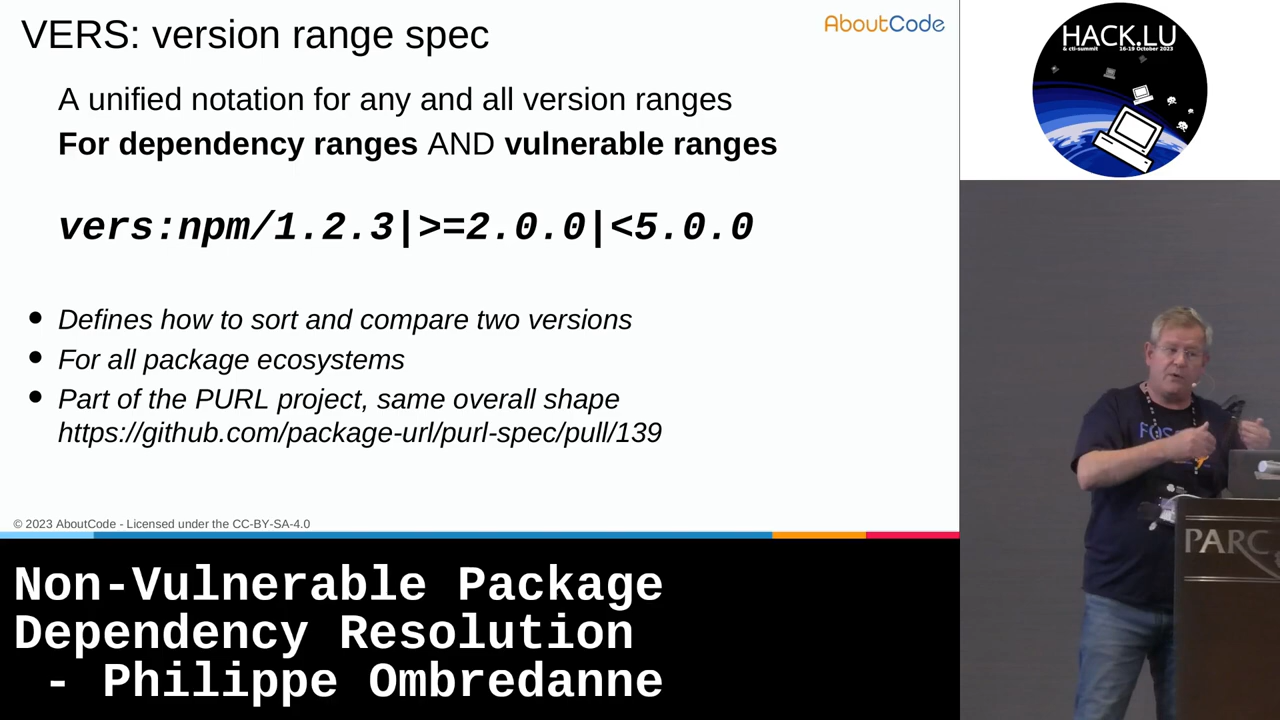 VERS: version range spec
AboutCode
A unified notation for any and all version ranges
For dependency ranges AND vulnerable ranges
vers:npm/1.2.3|>=2.0.0|<5.0.0
● Defines how to sort and compare two versions
● For all package ecosystems
● Part of the PURL project, same overall shape
https://github.com/package-url/purl-spec/pull/139
© 2023 AboutCode - Licensed under the CC-BY-SA-4.0
Non-Vulnerable Package
Dependency Resolution
- Philippe Ombredanne
HACK.LU
& cti-summit 16-19 October 2023
PARC